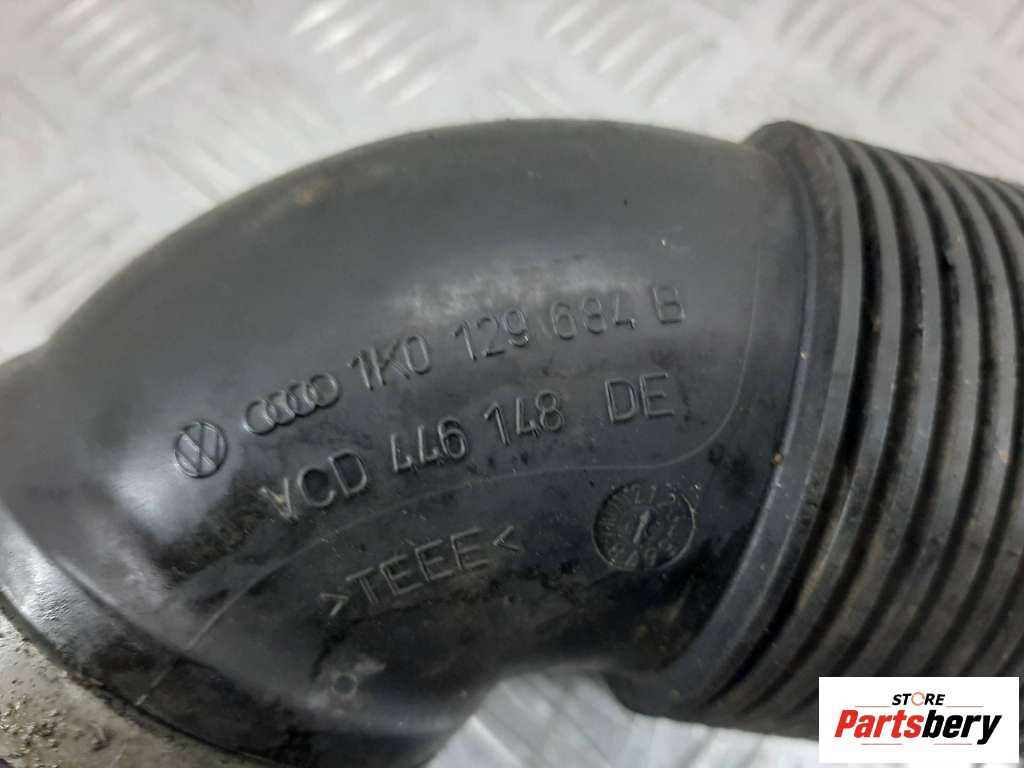 1K0 129 684 B
VCD 446 148 DE
>TEEE<
STORE
Partsbery